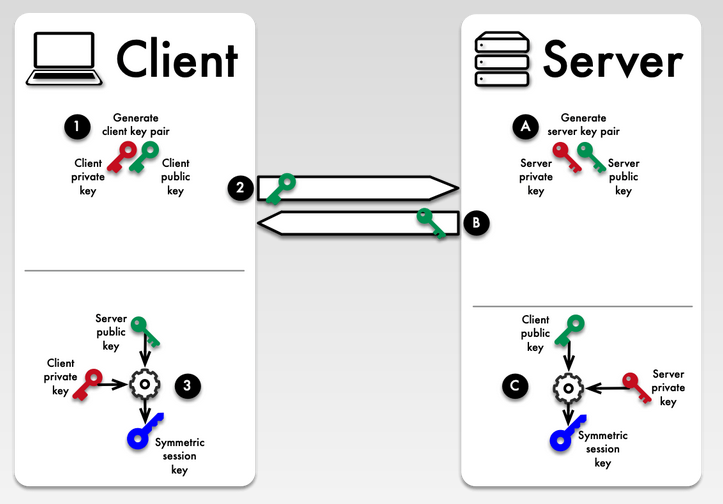 Client
1
Generate
client key pair
Client
private
key
Client
public
key
2
Server
public
key
Client
private
key
3
Symmetric
session
key
Server
A
Generate
server key pair
Server
private
key
Server
public
key
B
Client
public
key
C
Server
private
key
Symmetric
session
key